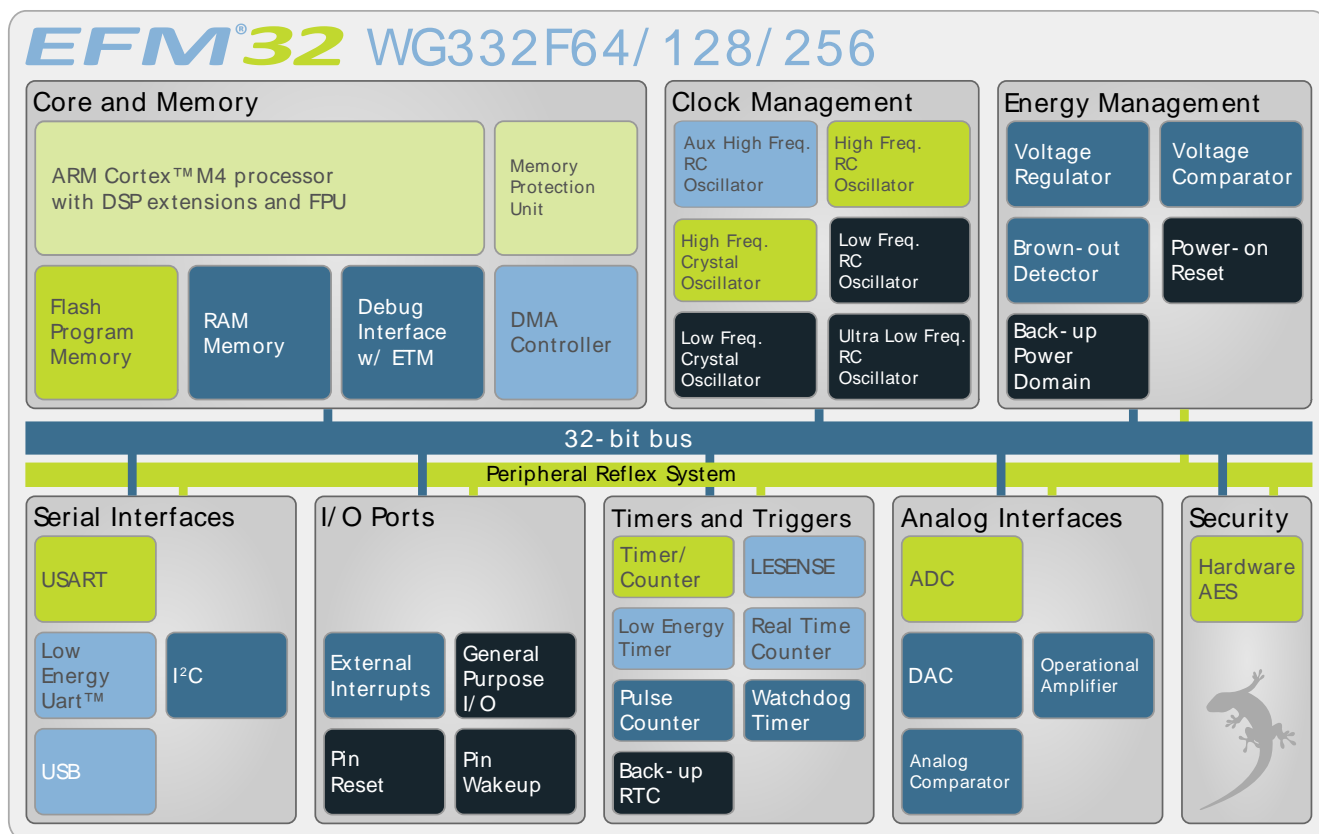 EFM®32 WG332F64/128/256
Core and Memory
ARM Cortex™ M4 processor
with DSP extensions and FPU
Memory
Protection
Unit
Flash
Program
Memory
RAM
Memory
Debug
Interface
w/ ETM
DMA
Controller
Clock Management
Aux High Freq.
RC
Oscillator
High Freq.
RC
Oscillator
High Freq.
Crystal
Oscillator
Low Freq.
RC
Oscillator
Low Freq.
Crystal
Oscillator
Ultra Low Freq.
RC
Oscillator
Energy Management
Voltage
Regulator
Voltage
Comparator
Brown-out
Detector
Power-on
Reset
Back-up
Power
Domain
32-bit bus
Peripheral Reflex System
Serial Interfaces
USART
Low
Energy
Uart™
I²C
USB
I/O Ports
External
Interrupts
General
Purpose
I/O
Pin
Reset
Pin
Wakeup
Timers and Triggers
Timer/
Counter
LESENSE
Low Energy
Timer
Real Time
Counter
Pulse
Counter
Watchdog
Timer
Back-up
RTC
Analog Interfaces
ADC
DAC
Operational
Amplifier
Analog
Comparator
Security
Hardware
AES